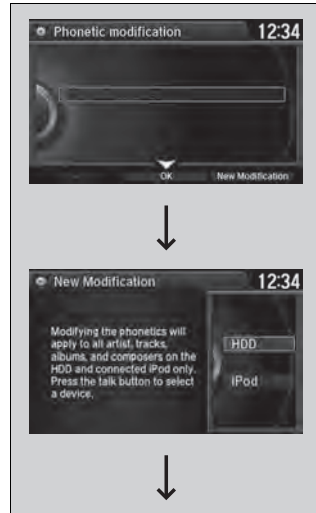 Phonetic modification 12:34
OK New Modification
New Modification 12:34
Modifying the phonetics will
apply to all artist, tracks,
albums, and composers on the
HDD and connected iPod only.
Press the talk button to select
a device.
HDD
iPod